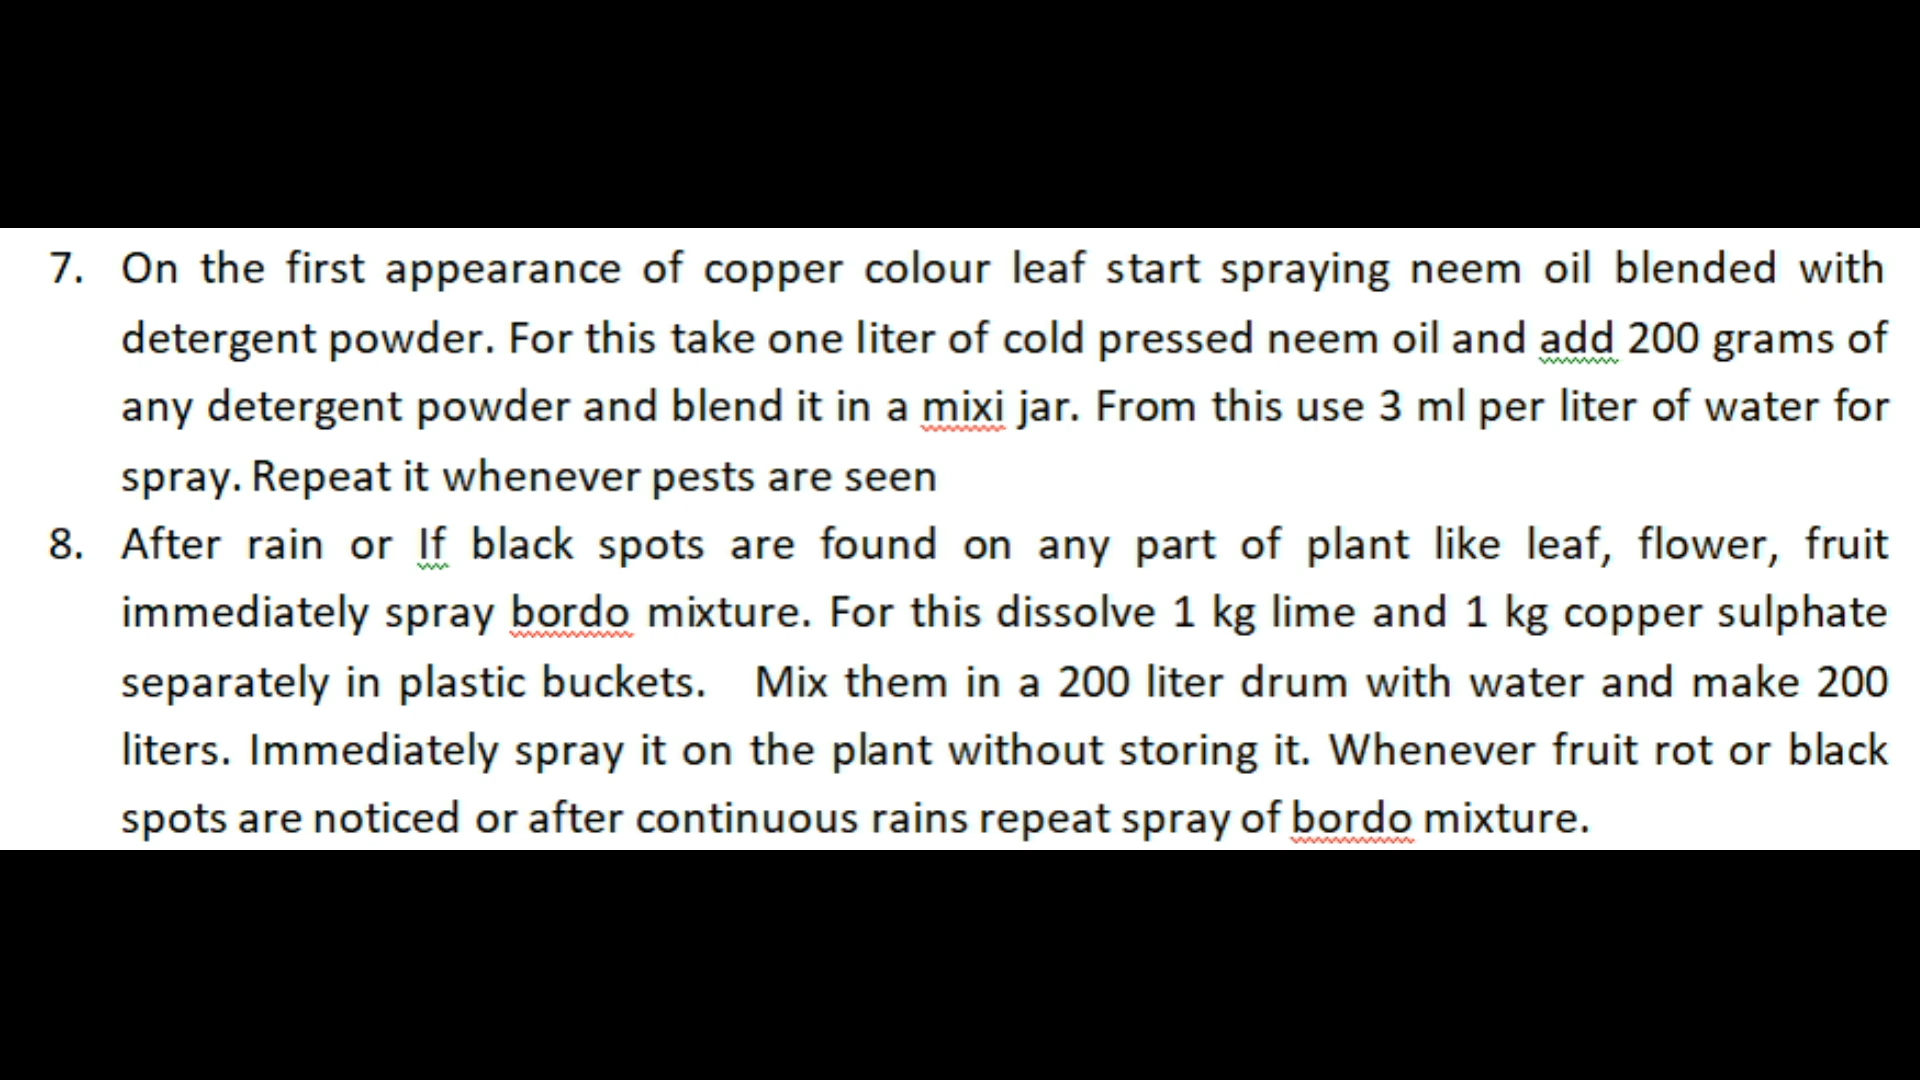 7. On the first appearance of copper colour leaf start spraying neem oil blended with
detergent powder. For this take one liter of cold pressed neem oil and add 200 grams of
any detergent powder and blend it in a mixi jar. From this use 3 ml per liter of water for
spray. Repeat it whenever pests are seen
8. After rain or If black spots are found on any part of plant like leaf, flower, fruit
immediately spray bordo mixture. For this dissolve 1 kg lime and 1 kg copper sulphate
separately in plastic buckets. Mix them in a 200 liter drum with water and make 200
liters. Immediately spray it on the plant without storing it. Whenever fruit rot or black
spots are noticed or after continuous rains repeat spray of bordo mixture.